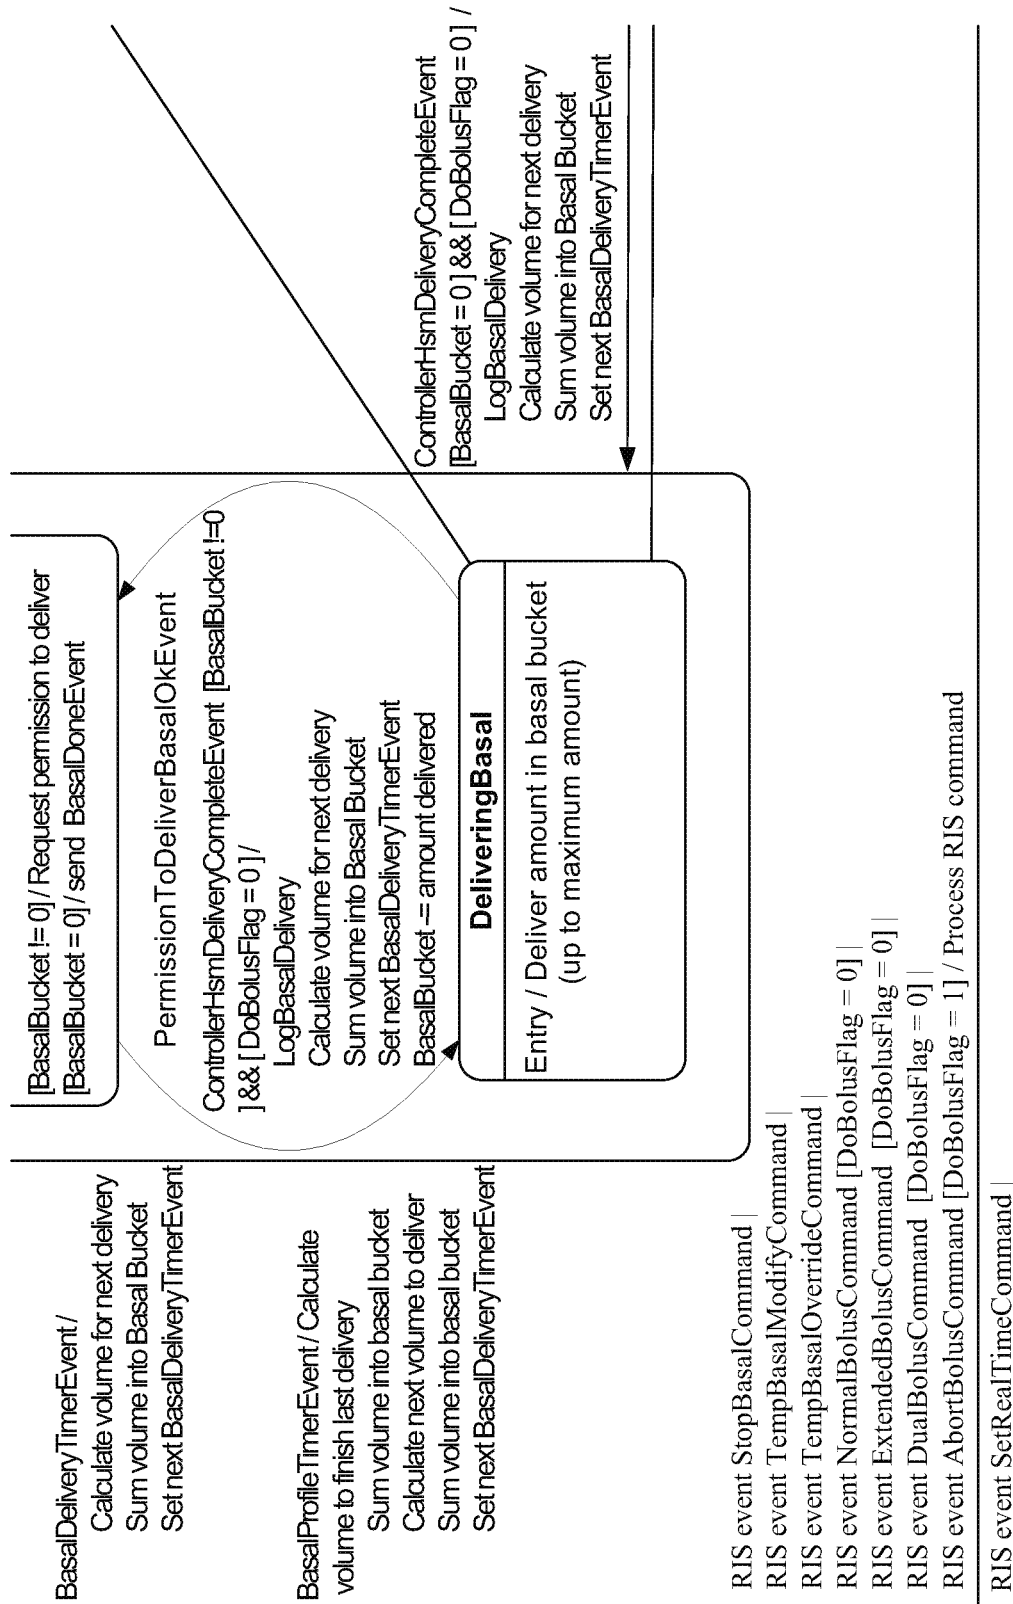 BasalDeliveryTimerEvent /
Calculate volume for next delivery
Sum volume into Basal Bucket
Set next BasalDeliveryTimerEvent
BasalProfileTimerEvent / Calculate
volume to finish last delivery
Sum volume into basal bucket
Calculate next volume to deliver
Sum volume into basal bucket
Set next BasalDeliveryTimerEvent
[BasalBucket != 0] / Request permission to deliver
[BasalBucket = 0] / send BasalDoneEvent
PermissionToDeliverBasalOkEvent
ControllerHsmDeliveryCompleteEvent [BasalBucket !=0
] && [ DoBolusFlag = 0 ] /
LogBasalDelivery
Calculate volume for next delivery
Sum volume into Basal Bucket
Set next BasalDeliveryTimerEvent
BasalBucket -= amount delivered
DeliveringBasal
Entry / Deliver amount in basal bucket
(up to maximum amount)
ControllerHsmDeliveryCompleteEvent
[BasalBucket = 0 ] && [ DoBolusFlag = 0 ] /
LogBasalDelivery
Calculate volume for next delivery
Sum volume into Basal Bucket
Set next BasalDeliveryTimerEvent
RIS event StopBasalCommand |
RIS event TempBasalModifyCommand |
RIS event TempBasalOverrideCommand |
RIS event NormalBolusCommand [DoBolusFlag = 0] |
RIS event ExtendedBolusCommand [DoBolusFlag = 0] |
RIS event DualBolusCommand [DoBolusFlag = 0] |
RIS event AbortBolusCommand [DoBolusFlag = 1] / Process RIS command
RIS event SetRealTimeCommand |